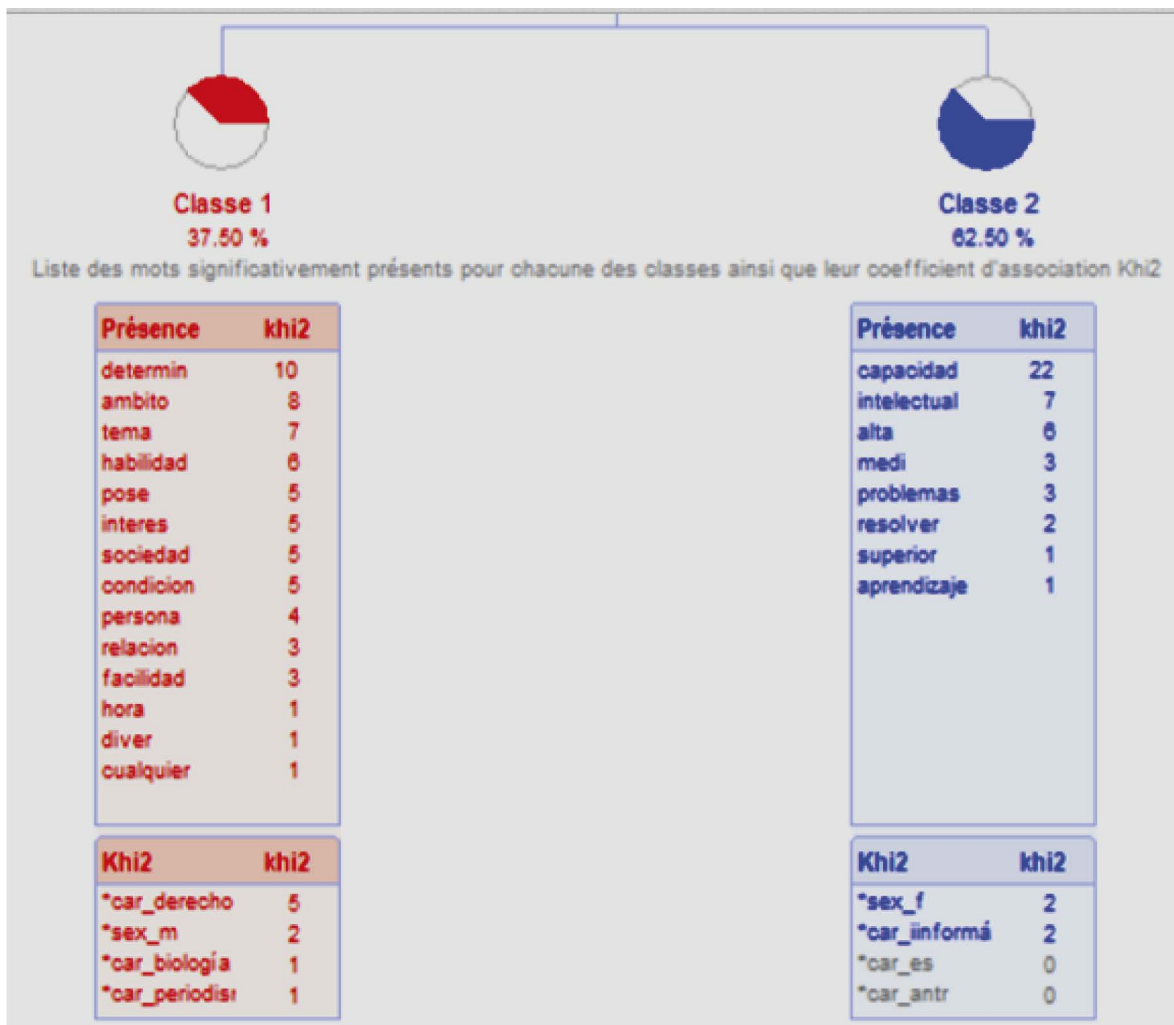 Classe 1
37.50 %
Classe 2
62.50 %
Liste des mots significativement présents pour chacune des classes ainsi que leur coefficient d'association Khi2
Présence khi2
determin 10
ambito 8
tema 7
habilidad 6
pose 5
interes 5
sociedad 5
condicion 5
persona 4
relacion 3
facilidad 3
hora 1
diver 1
cualquier 1
Khi2 khi2
*car_derecho 5
*sex_m 2
*car_biología 1
*car_periodisr 1
Présence khi2
capacidad 22
intelectual 7
alta 6
medi 3
problemas 3
resolver 2
superior 1
aprendizaje 1
Khi2 khi2
*sex_f 2
*car_iinformá 2
*car_es 0
*car_antr 0